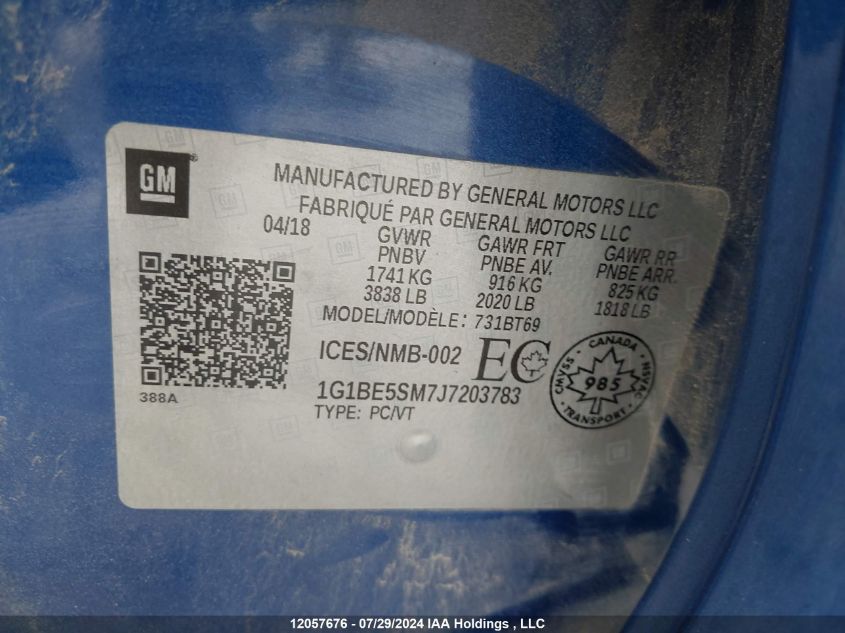 GM®
MANUFACTURED BY GENERAL MOTORS LLC
FABRIQUÉ PAR GENERAL MOTORS LLC
04/18 GVWR GAWR FRT GAWR RR
PNBV PNBE AV. PNBE ARR.
1741 KG 916 KG 825 KG
3838 LB 2020 LB 1818 LB
MODEL/MODÈLE: 731BT69
ICES/NMB-002 EC
CANADA
CMVSS 985 NSVAC
TRANSPORT
388A
1G1BE5SM7J7203783
TYPE: PC/VT
12057676 - 07/29/2024 IAA Holdings , LLC